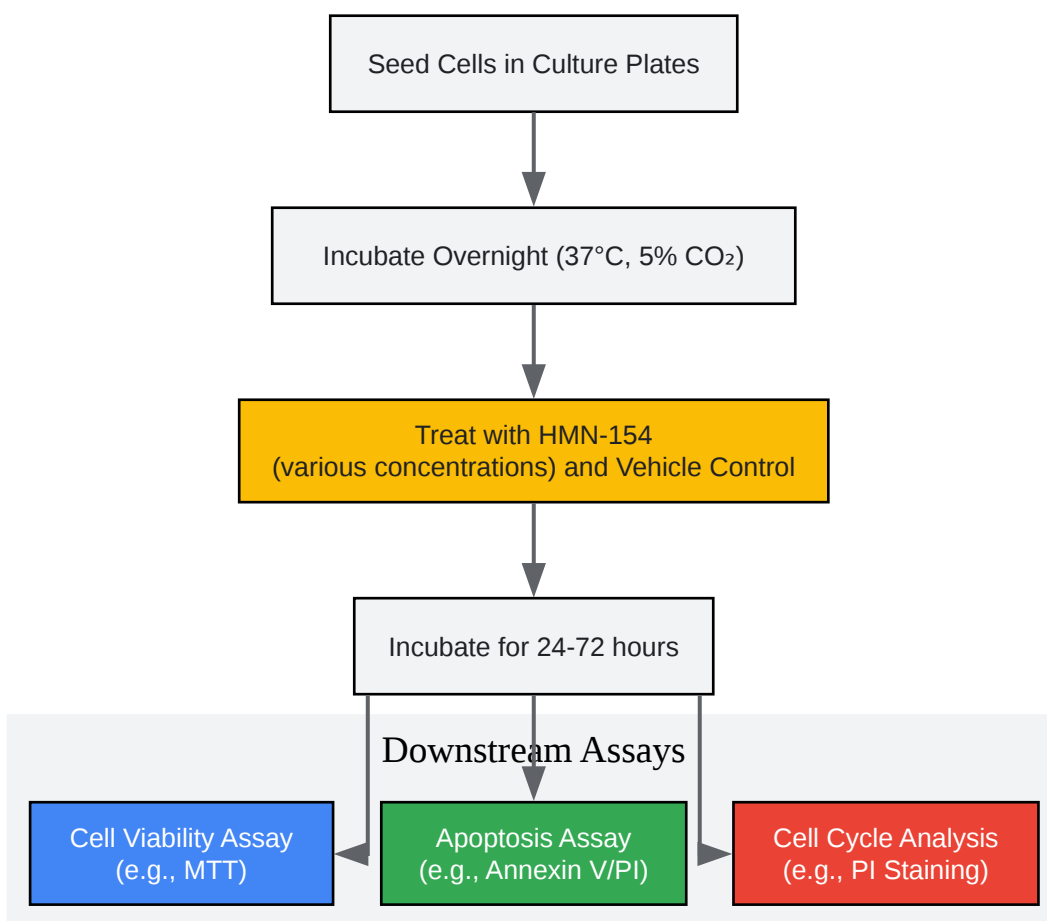 Seed Cells in Culture Plates
Incubate Overnight (37°C, 5% CO₂)
Treat with HMN-154
(various concentrations) and Vehicle Control
Incubate for 24-72 hours
Downstream Assays
Cell Viability Assay
(e.g., MTT)
Apoptosis Assay
(e.g., Annexin V/PI)
Cell Cycle Analysis
(e.g., PI Staining)